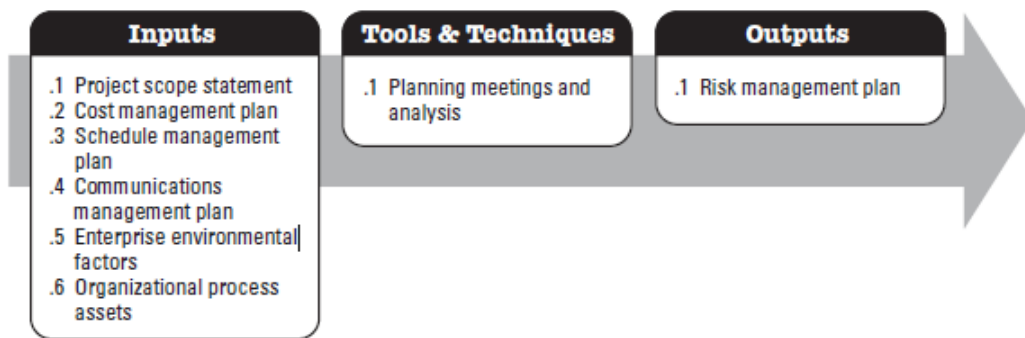 Inputs
.1 Project scope statement
.2 Cost management plan
.3 Schedule management
plan
.4 Communications
management plan
.5 Enterprise environmental
factors
.6 Organizational process
assets
Tools & Techniques
.1 Planning meetings and
analysis
Outputs
.1 Risk management plan